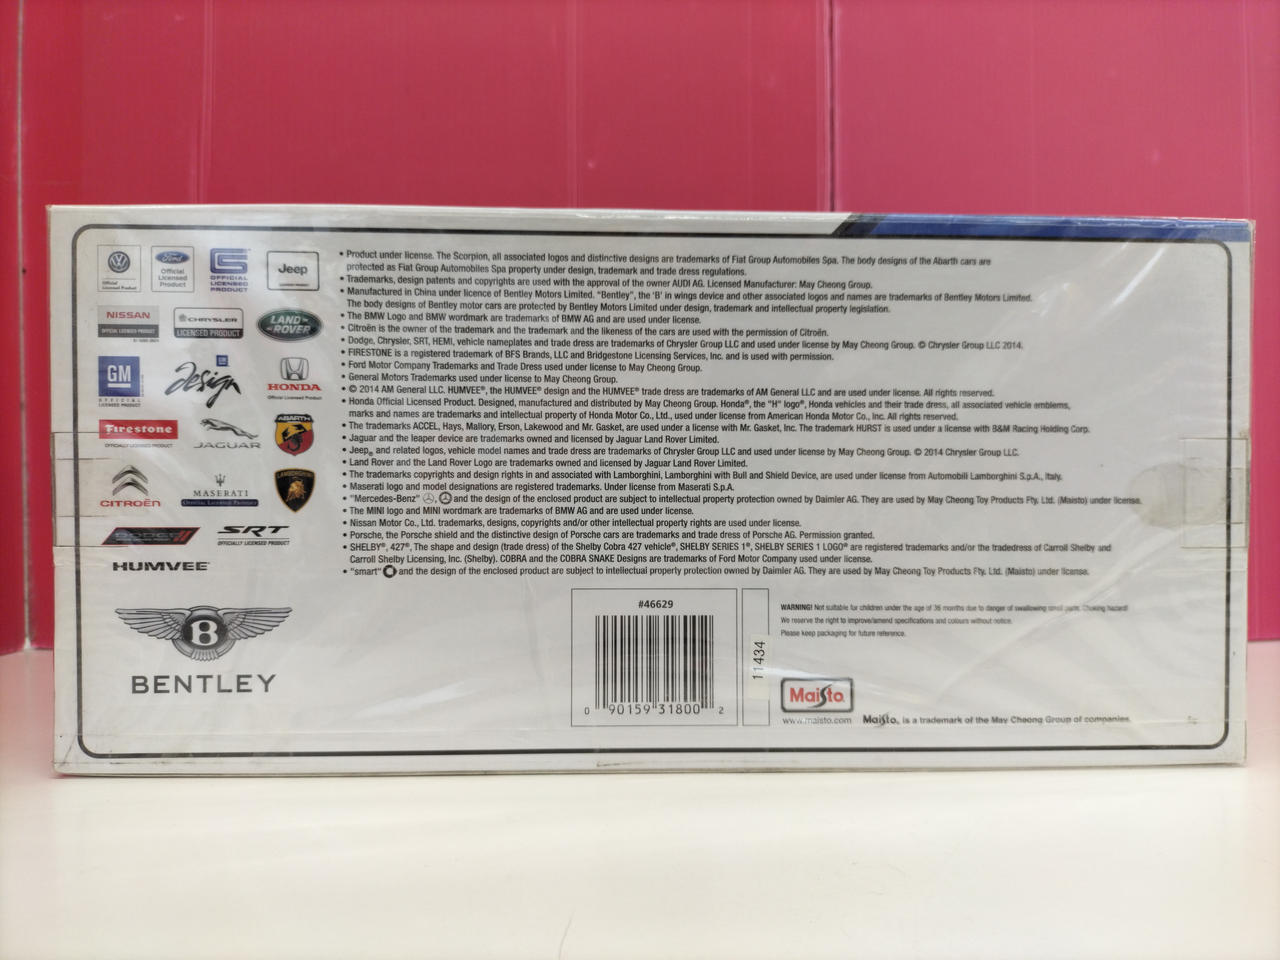 Official
Licensed Product
Ford
Official
Licensed
Product
OFFICIAL
LICENSED
PRODUCT
Jeep
NISSAN
OFFICIAL LICENSED PRODUCT
CHRYSLER
LICENSED PRODUCT
LAND
ROVER
GM
OFFICIAL
LICENSED PRODUCT
GM
Design
HONDA
Official Licensed Product
Firestone
OFFICIALLY LICENSED PRODUCT
JAGUAR
ABARTH
CITROËN
MASERATI
Official Licensed Product
LAMBORGHINI
DODGE
SRT
OFFICIALLY LICENSED PRODUCT
HUMVEE
B
BENTLEY
• Product under license. The Scorpion, all associated logos and distinctive designs are trademarks of Fiat Group Automobiles Spa. The body designs of the Abarth cars are
protected as Fiat Group Automobiles Spa property under design, trademark and trade dress regulations.
• Trademarks, design patents and copyrights are used with the approval of the owner AUDI AG. Licensed Manufacturer: May Cheong Group.
• Manufactured in China under licence of Bentley Motors Limited. "Bentley", the 'B' in wings device and other associated logos and names are trademarks of Bentley Motors Limited.
The body designs of Bentley motor cars are protected by Bentley Motors Limited under design, trademark and intellectual property legislation.
• The BMW Logo and BMW wordmark are trademarks of BMW AG and are used under license.
• Citroën is the owner of the trademark and the trademark and the likeness of the cars are used with the permission of Citroën.
• Dodge, Chrysler, SRT, HEMI, vehicle nameplates and trade dress are trademarks of Chrysler Group LLC and used under license by May Cheong Group. © Chrysler Group LLC 2014.
• FIRESTONE is a registered trademark of BFS Brands, LLC and Bridgestone Licensing Services, Inc. and is used with permission.
• Ford Motor Company Trademarks and Trade Dress used under license to May Cheong Group.
• General Motors Trademarks used under license to May Cheong Group.
• © 2014 AM General LLC. HUMVEE®, the HUMVEE® design and the HUMVEE® trade dress are trademarks of AM General LLC and are used under license. All rights reserved.
• Honda Official Licensed Product. Designed, manufactured and distributed by May Cheong Group. Honda®, the "H" logo®, Honda vehicles and their trade dress, all associated vehicle emblems,
marks and names are trademarks and intellectual property of Honda Motor Co., Ltd., used under license from American Honda Motor Co., Inc. All rights reserved.
• The trademarks ACCEL, Hays, Mallory, Erson, Lakewood and Mr. Gasket, are used under a license with Mr. Gasket, Inc. The trademark HURST is used under a license with B&M Racing Holding Corp.
• Jaguar and the leaper device are trademarks owned and licensed by Jaguar Land Rover Limited.
• Jeep® and related logos, vehicle model names and trade dress are trademarks of Chrysler Group LLC and used under license by May Cheong Group. © 2014 Chrysler Group LLC.
• Land Rover and the Land Rover Logo are trademarks owned and licensed by Jaguar Land Rover Limited.
• The trademarks copyrights and design rights in and associated with Lamborghini, Lamborghini with Bull and Shield Device, are used under license from Automobili Lamborghini S.p.A., Italy.
• Maserati logo and model designations are registered trademarks. Under license from Maserati S.p.A.
• "Mercedes-Benz" , and the design of the enclosed product are subject to intellectual property protection owned by Daimler AG. They are used by May Cheong Toy Products Fty. Ltd. (Maisto) under license.
• The MINI logo and MINI wordmark are trademarks of BMW AG and are used under license.
• Nissan Motor Co., Ltd. trademarks, designs, copyrights and/or other intellectual property rights are used under license.
• Porsche, the Porsche shield and the distinctive design of Porsche cars are trademarks and trade dress of Porsche AG. Permission granted.
• SHELBY®, 427®, The shape and design (trade dress) of the Shelby Cobra 427 vehicle®, SHELBY SERIES 1®, SHELBY SERIES 1 LOGO® are registered trademarks and/or the tradedress of Carroll Shelby and
Carroll Shelby Licensing, Inc. (Shelby). COBRA and the COBRA SNAKE Designs are trademarks of Ford Motor Company used under license.
• "smart" and the design of the enclosed product are subject to intellectual property protection owned by Daimler AG. They are used by May Cheong Toy Products Fty. Ltd. (Maisto) under license.
#46629
0 90159 31800 2
11434
WARNING! Not suitable for children under the age of 36 months due to danger of swallowing small parts. Choking hazard!
We reserve the right to improve/amend specifications and colours without notice.
Please keep packaging for future reference.
Maisto
www.maisto.com Maisto, is a trademark of the May Cheong Group of companies.